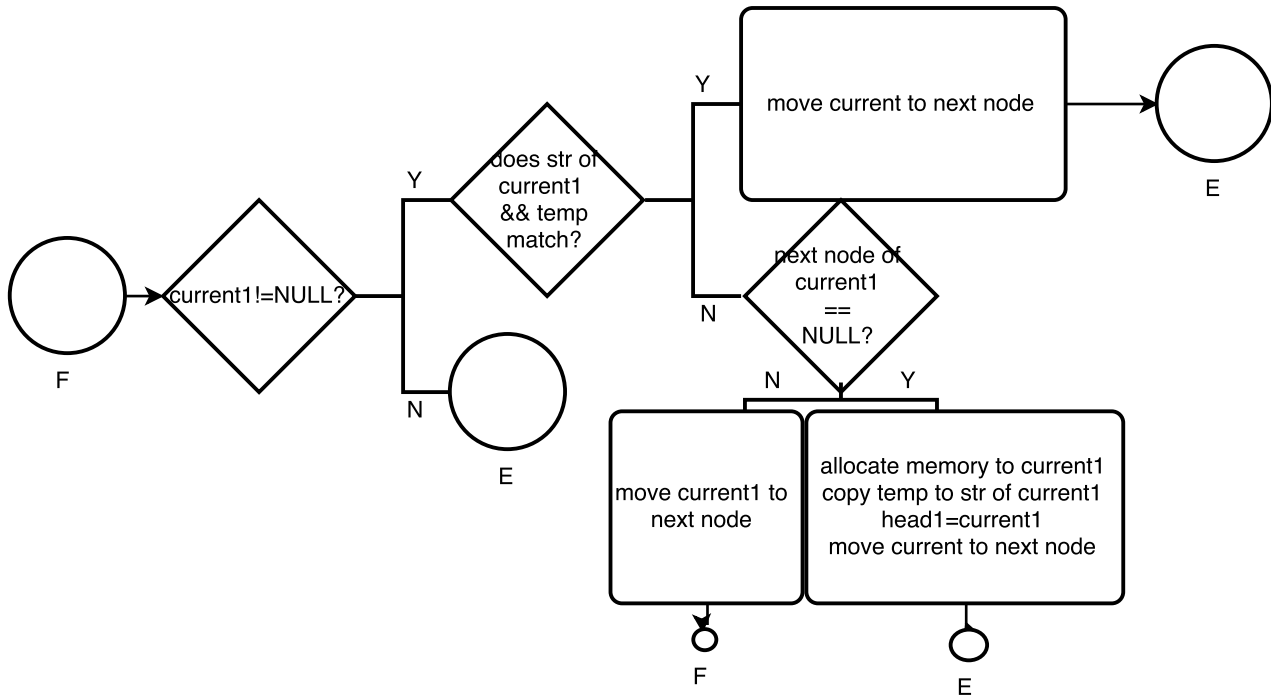 F
current1!=NULL?
Y
N
does str of
current1
&& temp
match?
E
Y
N
move current to next node
E
next node of
current1
==
NULL?
N
Y
move current1 to
next node
allocate memory to current1
copy temp to str of current1
head1=current1
move current to next node
F
E